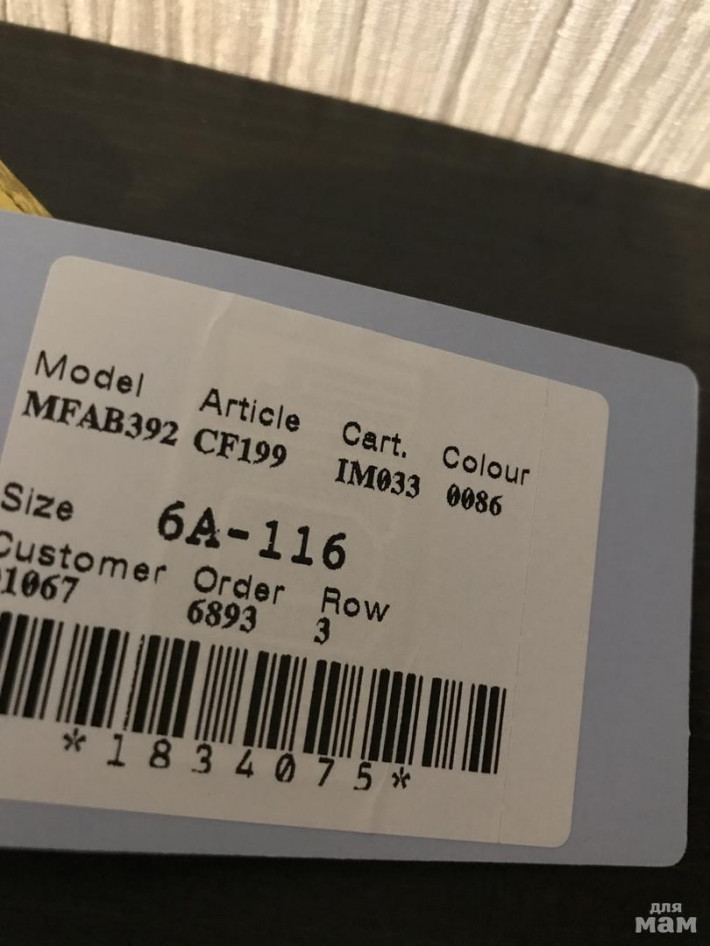 Model Article Cart. Colour
MFAB392 CF199 IM033 0086
Size 6A-116
Customer Order Row
1067 6893 3
*1834075*
для
мам